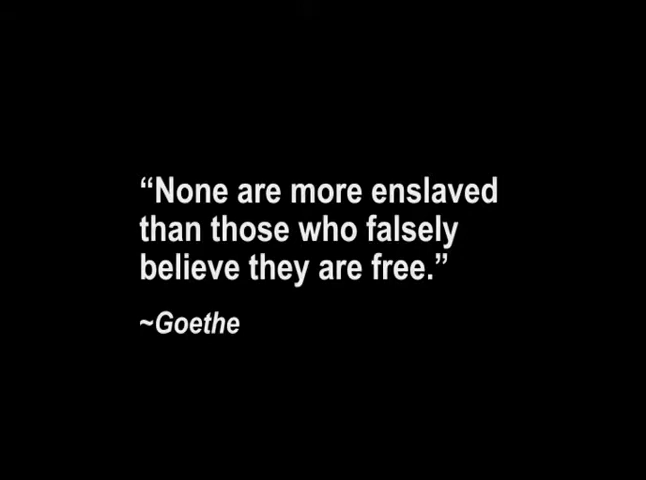 “None are more enslaved
than those who falsely
believe they are free.”
~Goethe